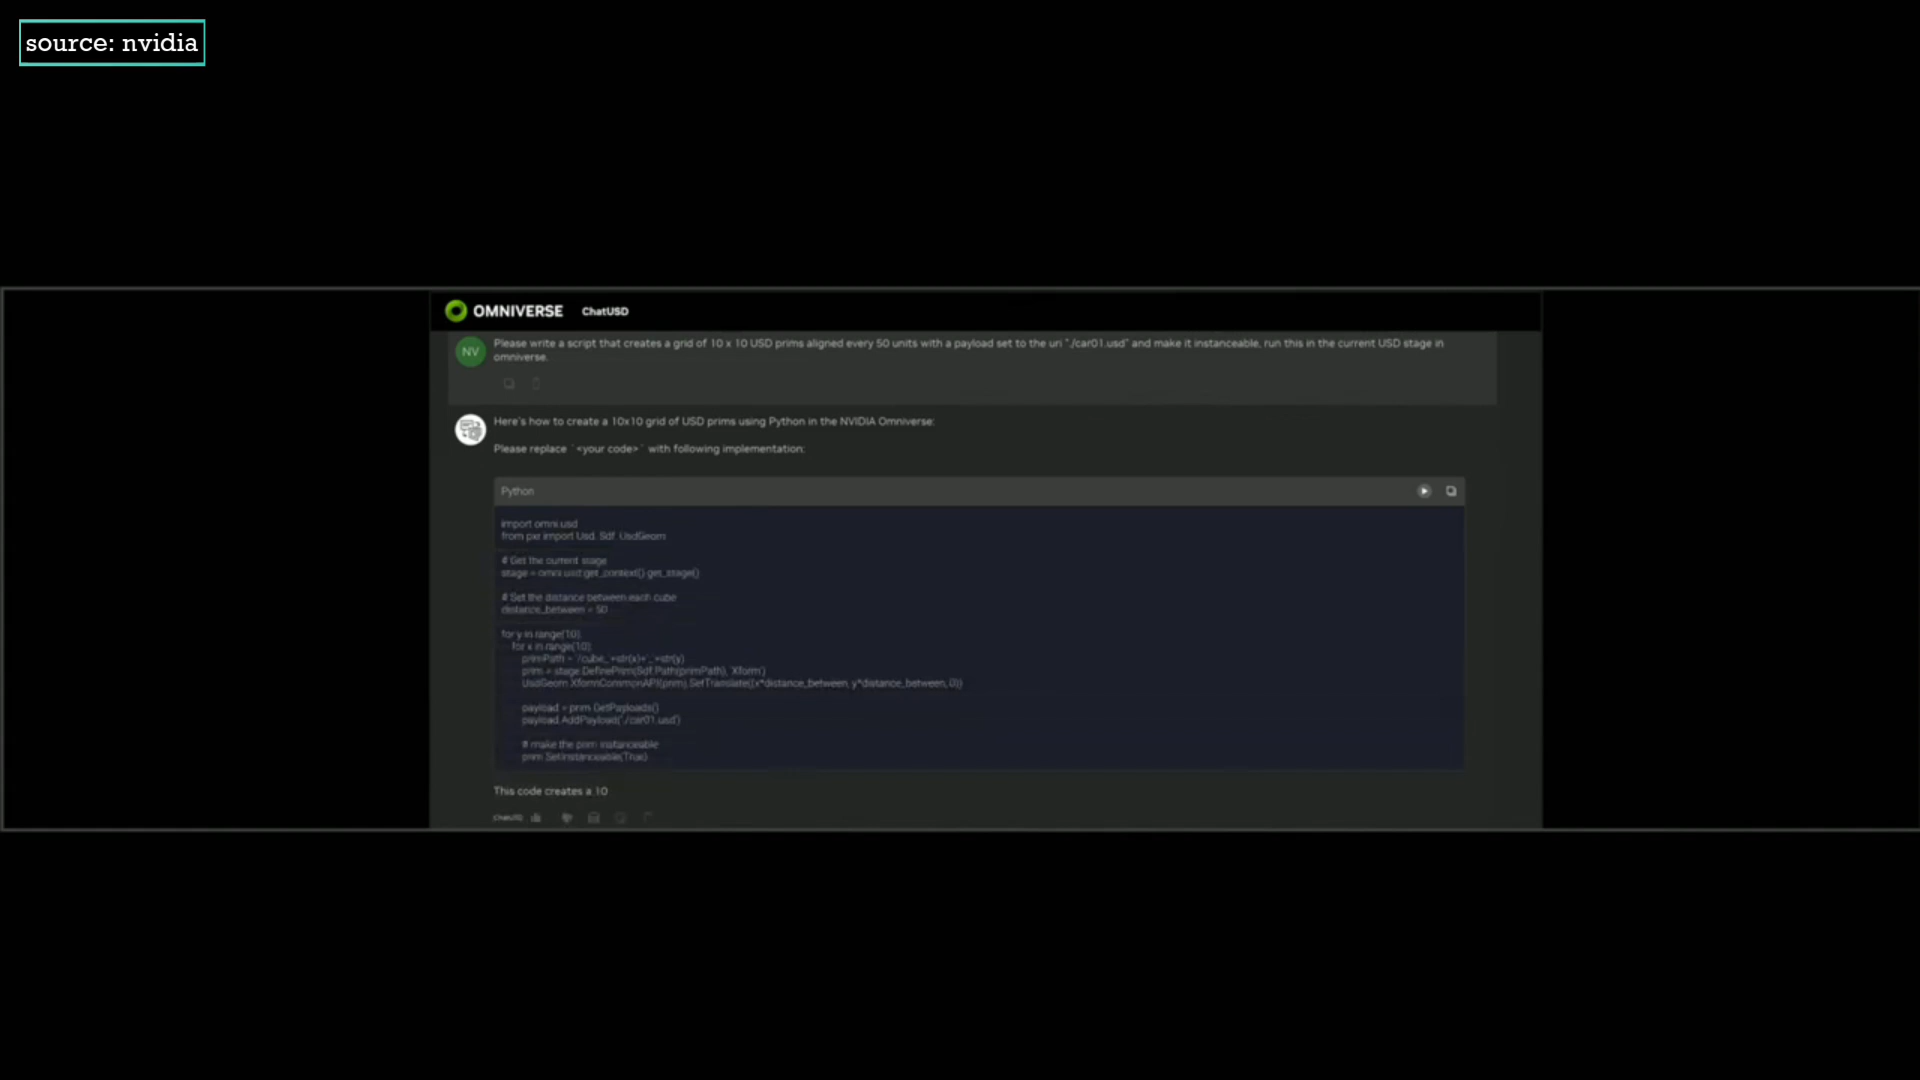 source: nvidia
OMNIVERSE ChatUSD
NV
Please write a script that creates a grid of 10 x 10 USD prims aligned every 50 units with a payload set to the uri "./car01.usd" and make it instanceable, run this in the current USD stage in
omniverse.
Here's how to create a 10x10 grid of USD prims using Python in the NVIDIA Omniverse:
Please replace `<your code>` with following implementation:
Python
import omni.usd
from pxr import Usd, Sdf, UsdGeom
# Get the current stage
stage = omni.usd.get_context().get_stage()
# Set the distance between each cube
distance_between = 50
for y in range(10):
for x in range(10):
primPath = '/cube_'+str(x)+'_'+str(y)
prim = stage.DefinePrim(Sdf.Path(primPath), 'Xform')
UsdGeom.XformCommonAPI(prim).SetTranslate((x*distance_between, y*distance_between, 0))
payload = prim.GetPayloads()
payload.AddPayload('./car01.usd')
# make the prim instanceable
prim.SetInstanceable(True)
This code creates a 10
ChatUSD